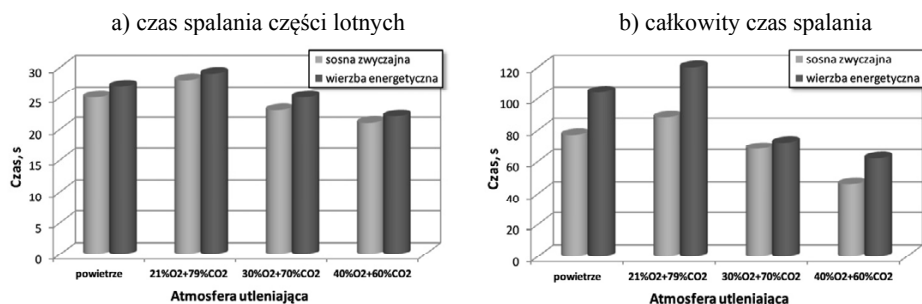 a) czas spalania części lotnych
sosna zwyczajna
wierzba energetyczna
30
25
20
15
10
5
0
Czas, s
powietrze
21%O2+79%CO2
30%O2+70%CO2
40%O2+60%CO2
Atmosfera utleniająca
b) całkowity czas spalania
sosna zwyczajna
wierzba energetyczna
120
100
80
60
40
20
0
Czas, s
powietrze
21%O2+79%CO2
30%O2+70%CO2
40%O2+60%CO2
Atmosfera utleniająca